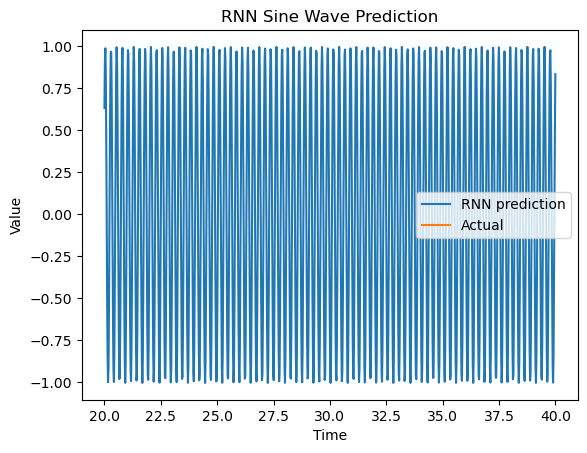 RNN Sine Wave Prediction
1.00
0.75
0.50
0.25
0.00
-0.25
-0.50
-0.75
-1.00
Value
RNN prediction
Actual
20.0 22.5 25.0 27.5 30.0 32.5 35.0 37.5 40.0
Time